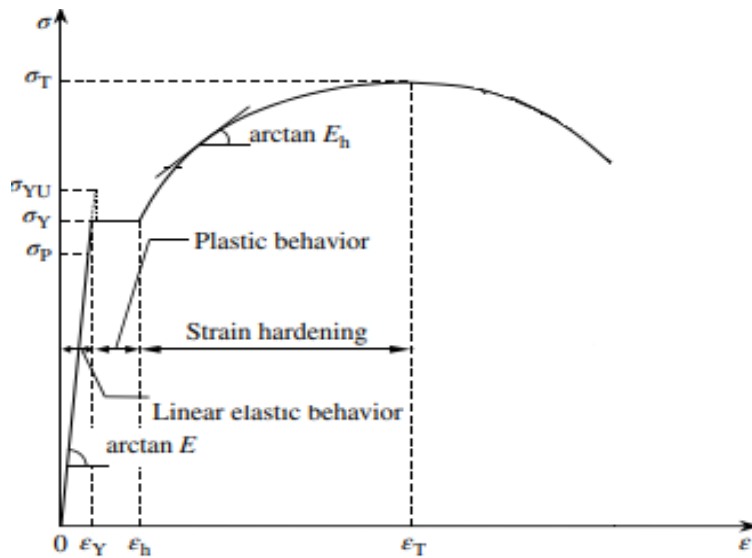 σ
σT
arctan Eh
σYU
σY
σP
Plastic behavior
Strain hardening
Linear elastic behavior
arctan E
0 εY εh εT ε